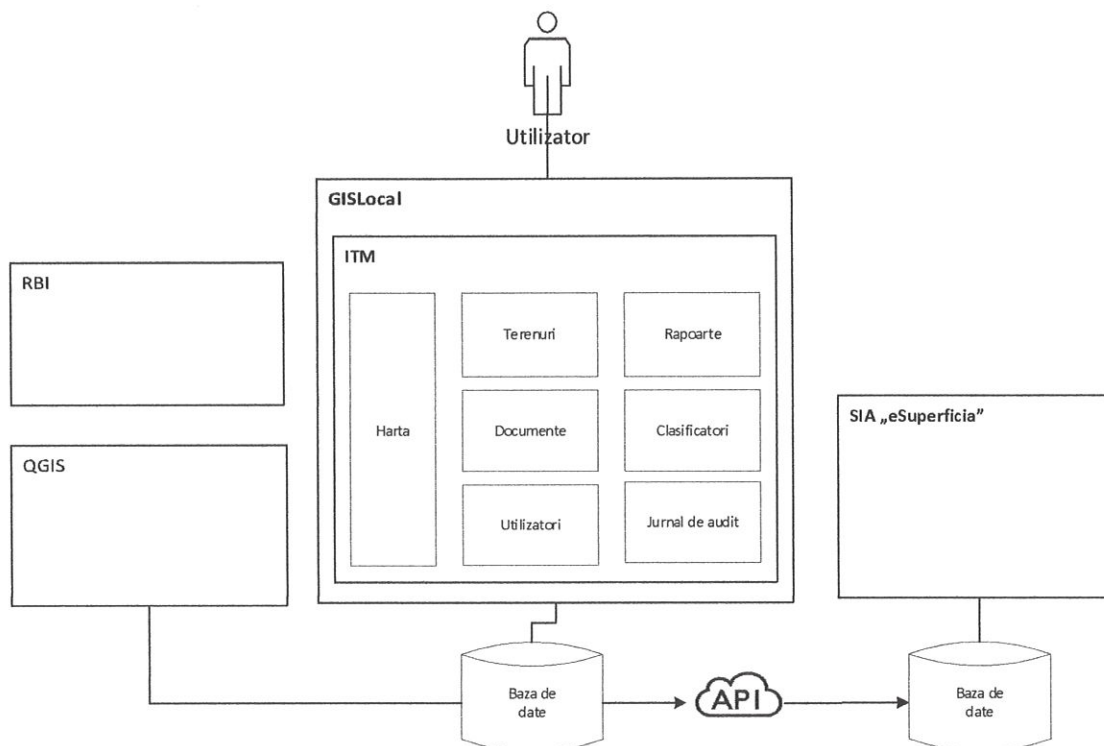 Utilizator
GISLocal
ITM
RBI
Terenuri
Rapoarte
SIA „eSuperficia”
Harta
Documente
Clasificatori
QGIS
Utilizatori
Jurnal de audit
Baza de
date
API
Baza de
date